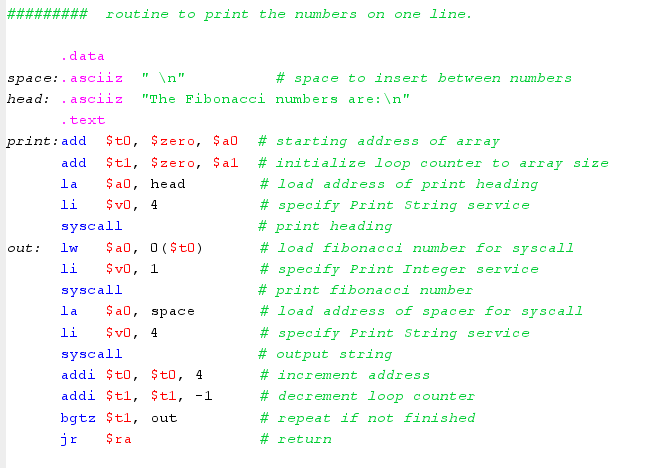 #########  routine to print the numbers on one line.
.data
space:.asciiz  " \n"          # space to insert between numbers
head: .asciiz  "The Fibonacci numbers are:\n"
.text
print:add  $t0, $zero, $a0  # starting address of array
add  $t1, $zero, $a1  # initialize loop counter to array size
la   $a0, head        # load address of print heading
li   $v0, 4           # specify Print String service
syscall               # print heading
out:  lw   $a0, 0($t0)      # load fibonacci number for syscall
li   $v0, 1           # specify Print Integer service
syscall               # print fibonacci number
la   $a0, space       # load address of spacer for syscall
li   $v0, 4           # specify Print String service
syscall               # output string
addi $t0, $t0, 4      # increment address
addi $t1, $t1, -1     # decrement loop counter
bgtz $t1, out         # repeat if not finished
jr   $ra              # return